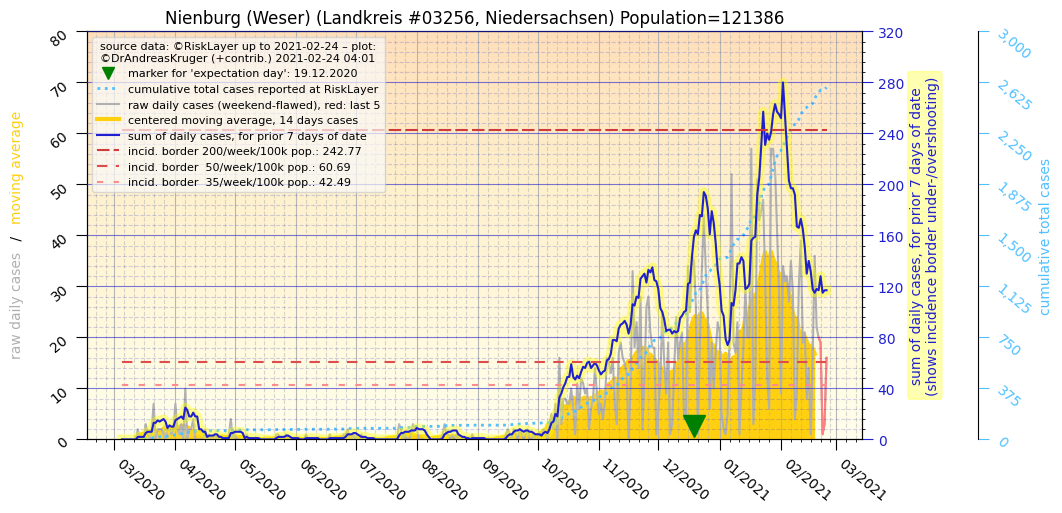 Nienburg (Weser) (Landkreis #03256, Niedersachsen) Population=121386
source data: ©RiskLayer up to 2021-02-24 – plot:
©DrAndreasKruger (+contrib.) 2021-02-24 04:01
marker for 'expectation day': 19.12.2020
cumulative total cases reported at RiskLayer
raw daily cases (weekend-flawed), red: last 5
centered moving average, 14 days cases
sum of daily cases, for prior 7 days of date
incid. border 200/week/100k pop.: 242.77
incid. border  50/week/100k pop.: 60.69
incid. border  35/week/100k pop.: 42.49
raw daily cases / moving average
80
70
60
50
40
30
20
10
0
03/2020
04/2020
05/2020
06/2020
07/2020
08/2020
09/2020
10/2020
11/2020
12/2020
01/2021
02/2021
03/2021
320
280
240
200
160
120
80
40
0
sum of daily cases, for prior 7 days of date
(shows incidence border under-/overshooting)
3,000
2,625
2,250
1,875
1,500
1,125
750
375
0
cumulative total cases